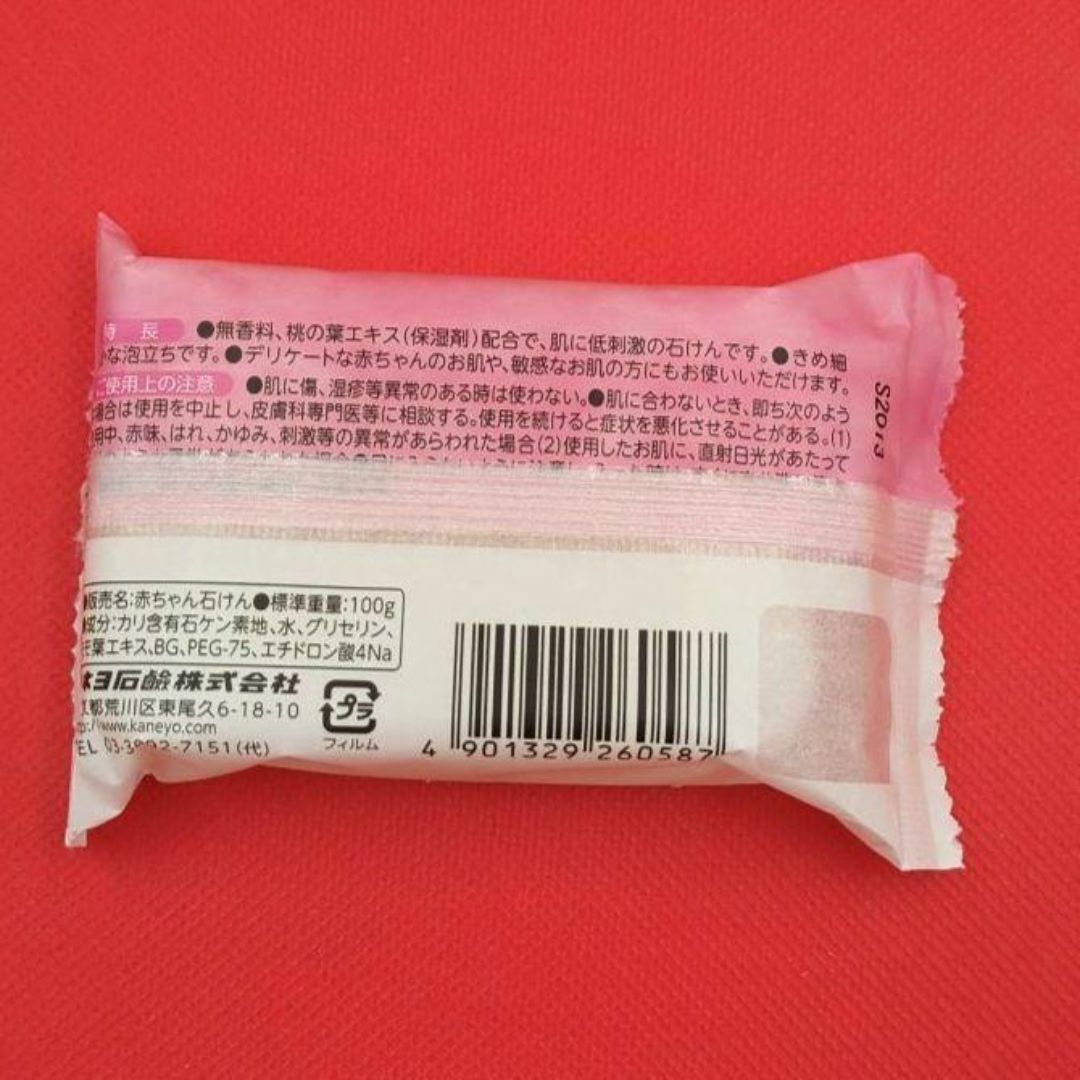 特 長 ●無香料、桃の葉エキス(保湿剤)配合で、肌に低刺激の石けんです。●きめ細
な泡立ちです。●デリケートな赤ちゃんのお肌や、敏感なお肌の方にもお使いいただけます。
ご使用上の注意 ●肌に傷、湿疹等異常のある時は使わない。●肌に合わないとき、即ち次のよう
場合は使用を中止し、皮膚科専門医等に相談する。使用を続けると症状を悪化させることがある。(1)
用中、赤味、はれ、かゆみ、刺激等の異常があらわれた場合(2)使用したお肌に、直射日光があたって
S20
●販売名:赤ちゃん石けん●標準重量:100g
●成分:カリ含有石ケン素地、水、グリセリン、
葉エキス、BG、PEG-75、エチドロン酸4Na
ヨ石鹸株式会社
京都荒川区東尾久6-18-10
www.kaneyo.com
TEL 03-3892-7151(代)
プラ
フィルム
4 901329 260587